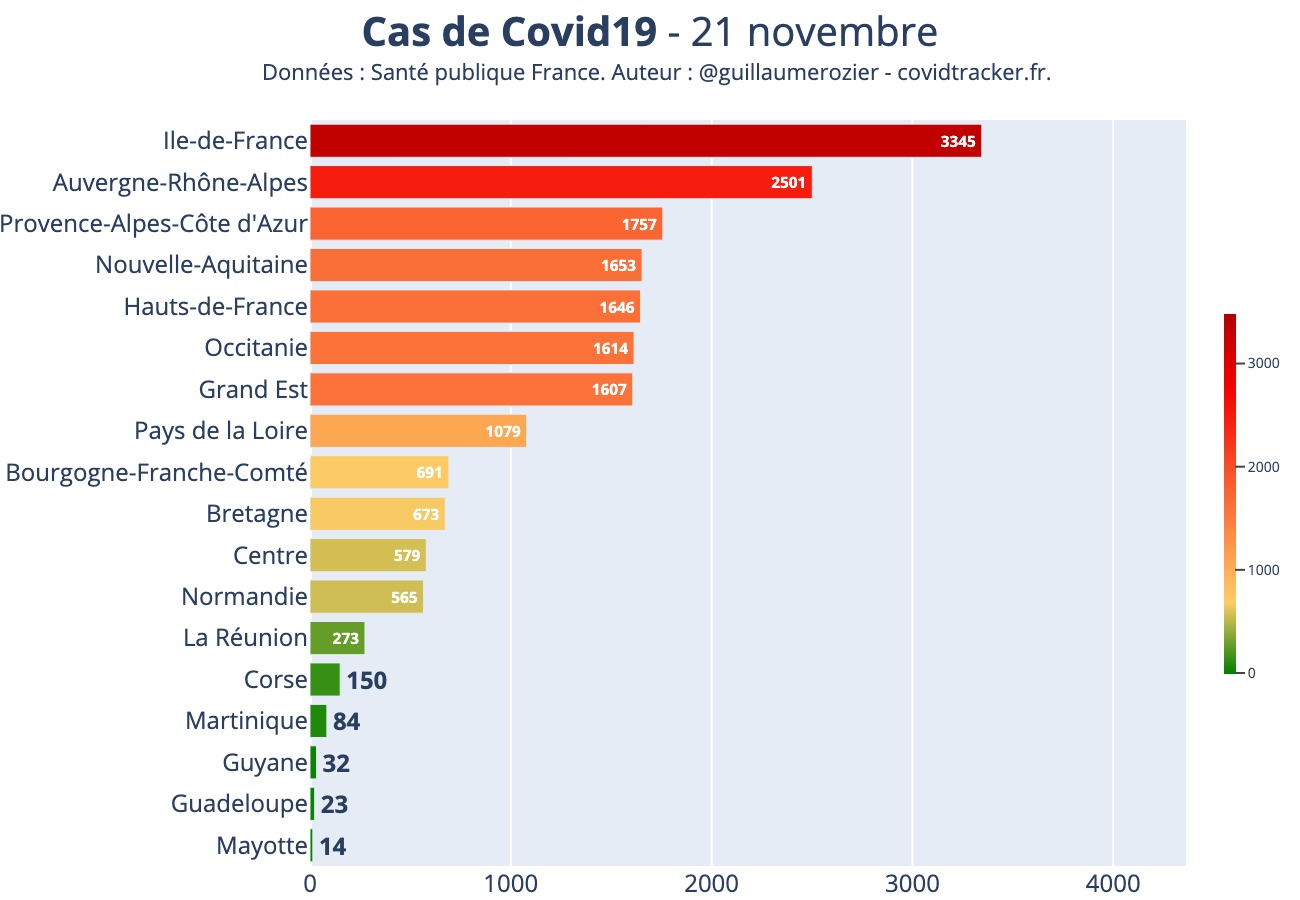 Cas de Covid19 - 21 novembre
Données : Santé publique France. Auteur : @guillaumerozier - covidtracker.fr.
Ile-de-France 3345
Auvergne-Rhône-Alpes 2501
Provence-Alpes-Côte d'Azur 1757
Nouvelle-Aquitaine 1653
Hauts-de-France 1646
Occitanie 1614
Grand Est 1607
Pays de la Loire 1079
Bourgogne-Franche-Comté 691
Bretagne 673
Centre 579
Normandie 565
La Réunion 273
Corse 150
Martinique 84
Guyane 32
Guadeloupe 23
Mayotte 14
0 1000 2000 3000 4000
3000
2000
1000
0